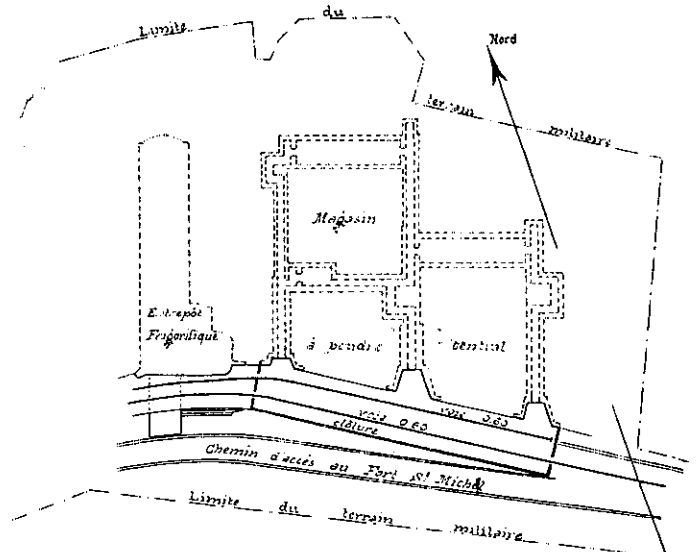 Limite du
terrain militaire
Nord
Magasin
à poudre central
Entrepôt
Frigorifique
voie 0.60 voie 0.60
clôture
Chemin d'accès au Fort St Michel
Limite du terrain militaire